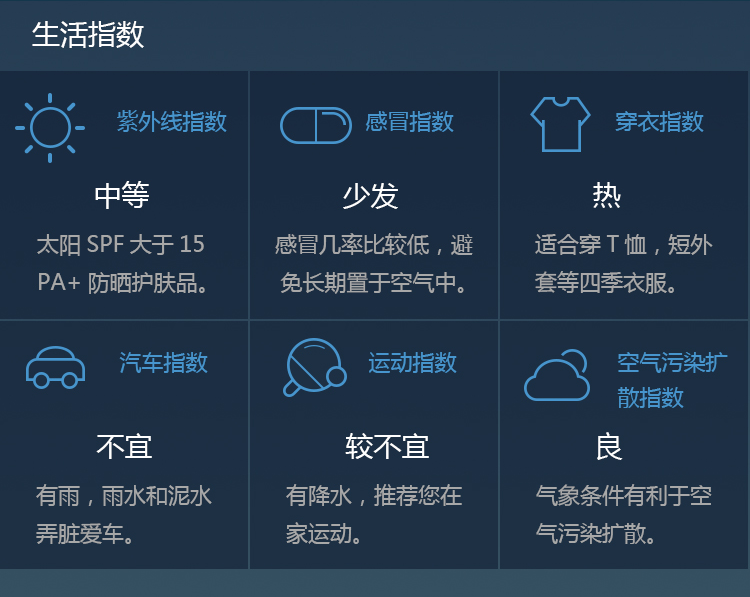 生活指数
紫外线指数
中等
太阳 SPF 大于 15
PA+ 防晒护肤品。
感冒指数
少发
感冒几率比较低，避
免长期置于空气中。
穿衣指数
热
适合穿 T 恤，短外
套等四季衣服。
汽车指数
不宜
有雨，雨水和泥水
弄脏爱车。
运动指数
较不宜
有降水，推荐您在
家运动。
空气污染扩
散指数
良
气象条件有利于空
气污染扩散。